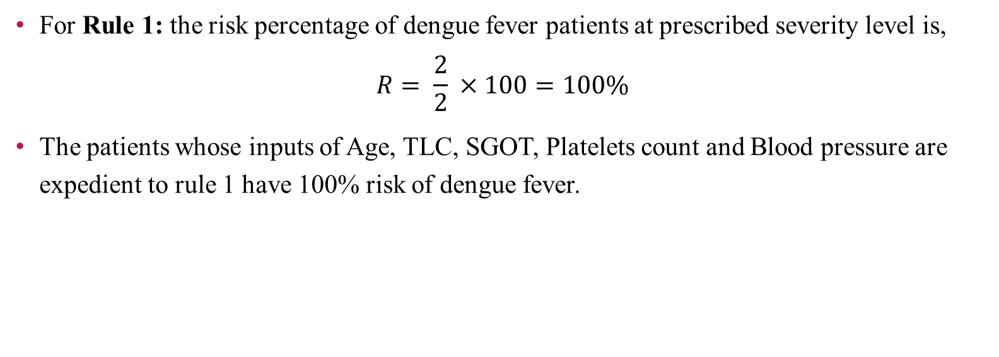 • For Rule 1: the risk percentage of dengue fever patients at prescribed severity level is,
R = 2/2 × 100 = 100%
• The patients whose inputs of Age, TLC, SGOT, Platelets count and Blood pressure are
expedient to rule 1 have 100% risk of dengue fever.